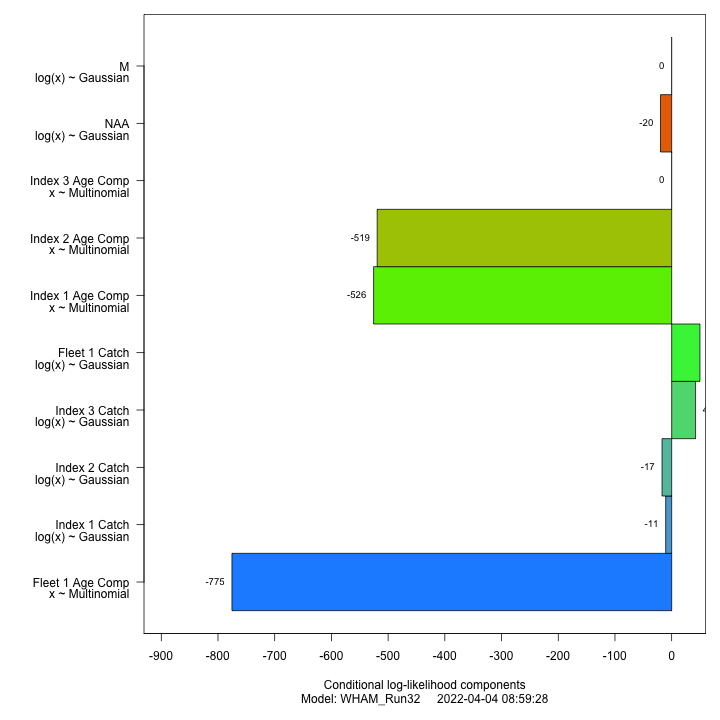 M
log(x) ~ Gaussian
0
NAA
log(x) ~ Gaussian
-20
Index 3 Age Comp
x ~ Multinomial
0
Index 2 Age Comp
x ~ Multinomial
-519
Index 1 Age Comp
x ~ Multinomial
-526
Fleet 1 Catch
log(x) ~ Gaussian
Index 3 Catch
log(x) ~ Gaussian
Index 2 Catch
log(x) ~ Gaussian
-17
Index 1 Catch
log(x) ~ Gaussian
-11
Fleet 1 Age Comp
x ~ Multinomial
-775
-900 -800 -700 -600 -500 -400 -300 -200 -100 0
Conditional log-likelihood components
Model: WHAM_Run32 2022-04-04 08:59:28